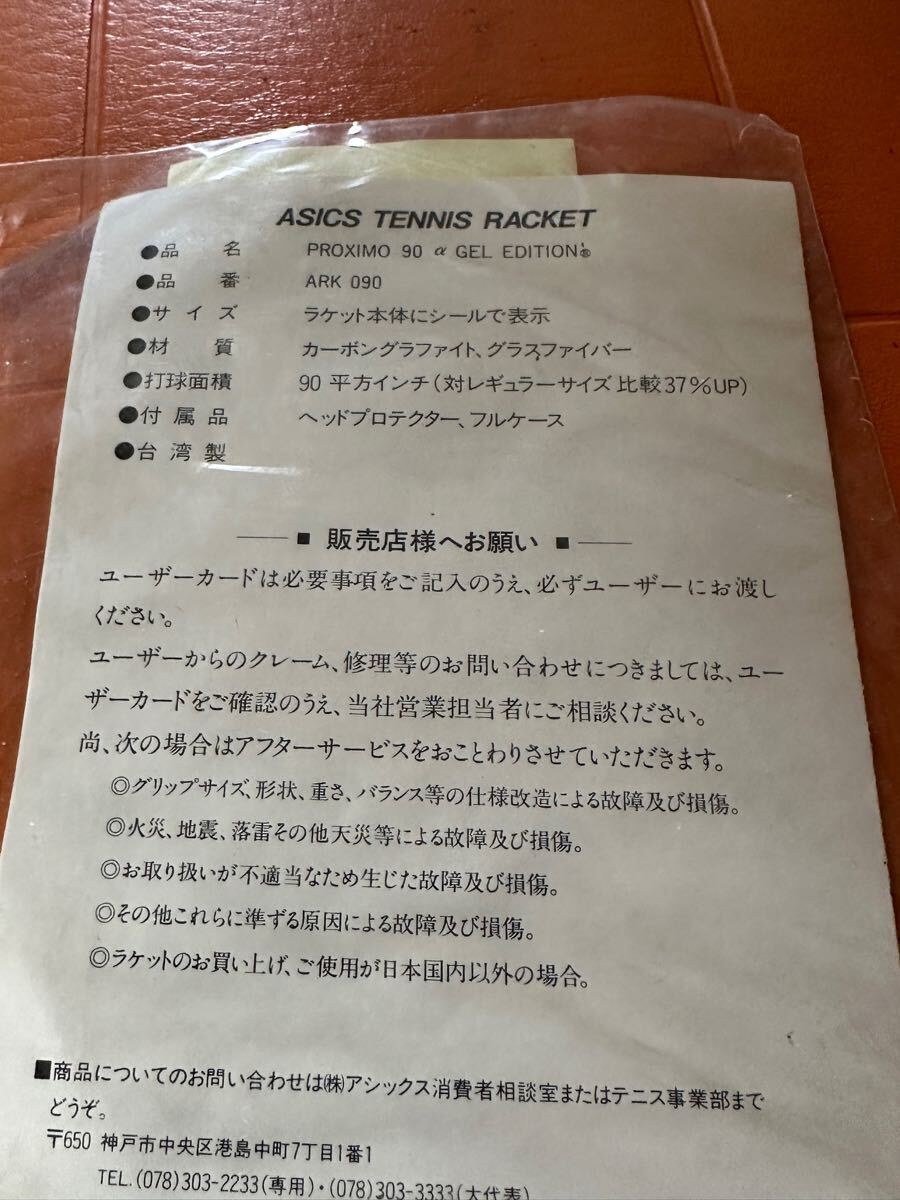 ASICS TENNIS RACKET
●品 名 PROXIMO 90 α GEL EDITION
●品 番 ARK 090
●サイズ ラケット本体にシールで表示
●材 質 カーボングラファイト、グラスファイバー
●打球面積 90 平方インチ(対レギュラーサイズ比較37%UP)
●付属品 ヘッドプロテクター、フルケース
●台湾製
■ 販売店様へお願い ■
ユーザーカードは必要事項をご記入のうえ、必ずユーザーにお渡し
ください。
ユーザーからのクレーム、修理等のお問い合わせにつきましては、ユー
ザーカードをご確認のうえ、当社営業担当者にご相談ください。
尚、次の場合はアフターサービスをおことわりさせていただきます。
◎グリップサイズ、形状、重さ、バランス等の仕様改造による故障及び損傷。
◎火災、地震、落雷その他天災等による故障及び損傷。
◎お取り扱いが不適当なため生じた故障及び損傷。
◎その他これらに準ずる原因による故障及び損傷。
◎ラケットのお買い上げ、ご使用が日本国内以外の場合。
■商品についてのお問い合わせは㈱アシックス消費者相談室またはテニス事業部まで
どうぞ。
〒650 神戸市中央区港島中町7丁目1番1
TEL.(078)303-2233(専用)・(078)303-3333(大代表)